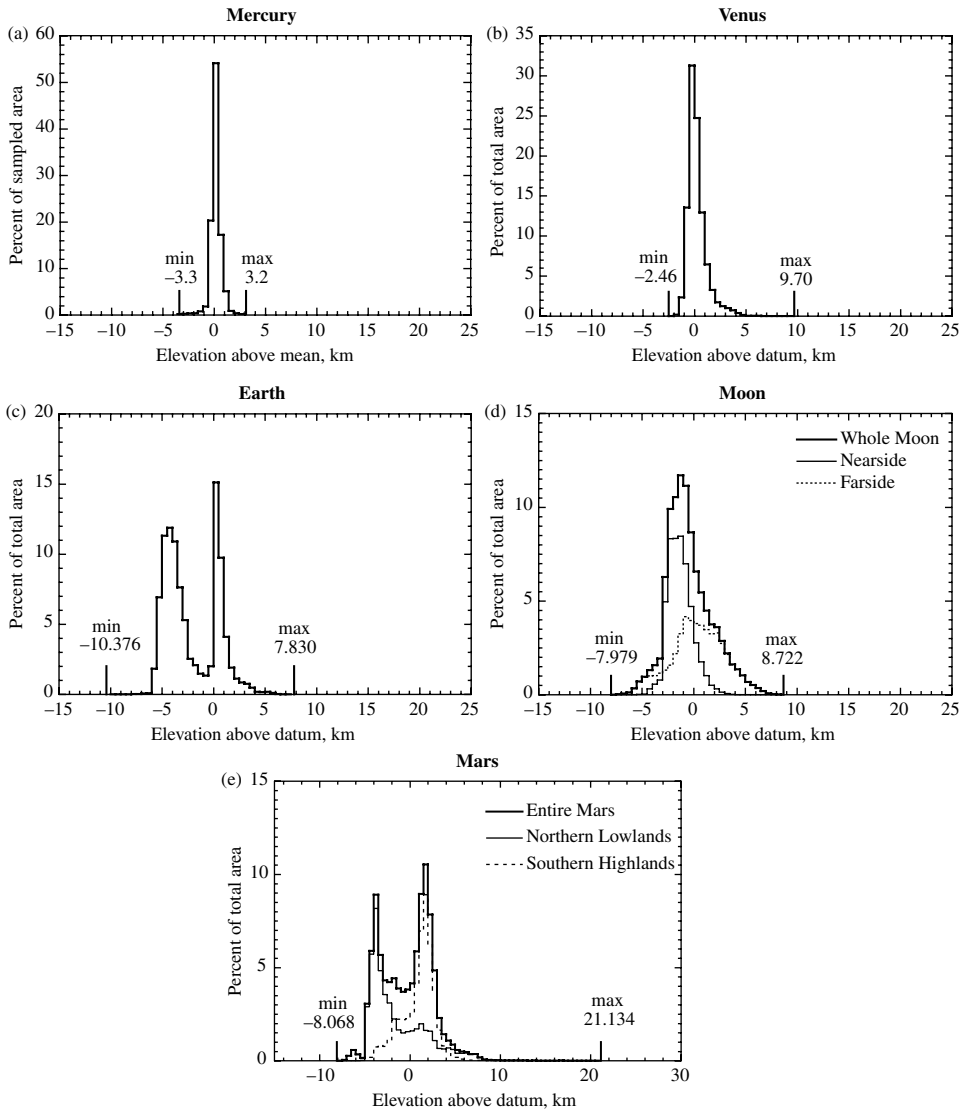 Mercury
(a)
60
50
40
30
20
10
0
Percent of sampled area
min
−3.3
max
3.2
−15 −10 −5 0 5 10 15 20 25
Elevation above mean, km
Venus
(b)
35
30
25
20
15
10
5
0
Percent of total area
min
−2.46
max
9.70
−15 −10 −5 0 5 10 15 20 25
Elevation above datum, km
Earth
(c)
20
15
10
5
0
Percent of total area
min
−10.376
max
7.830
−15 −10 −5 0 5 10 15 20 25
Elevation above datum, km
Moon
(d)
15
10
5
0
Percent of total area
Whole Moon
Nearside
Farside
min
−7.979
max
8.722
−15 −10 −5 0 5 10 15 20 25
Elevation above datum, km
Mars
(e)
15
10
5
0
Percent of total area
Entire Mars
Northern Lowlands
Southern Highlands
min
−8.068
max
21.134
−10 0 10 20 30
Elevation above datum, km